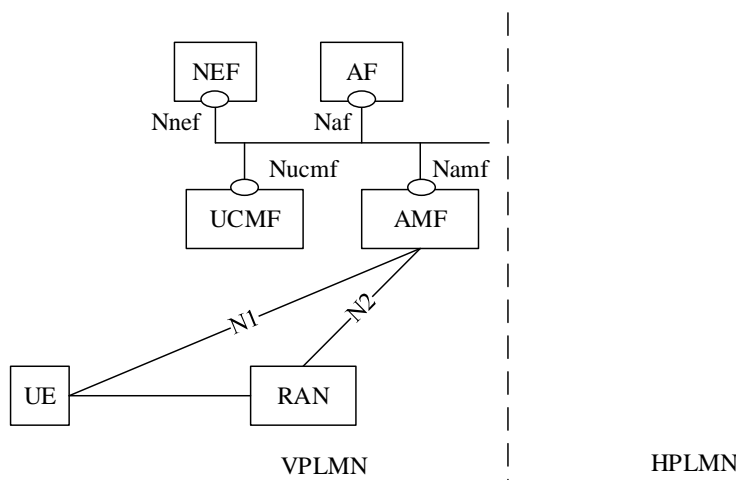 NEF
AF
Nnef
Naf
Nucmf
Namf
UCMF
AMF
N1
N2
UE
RAN
VPLMN
HPLMN